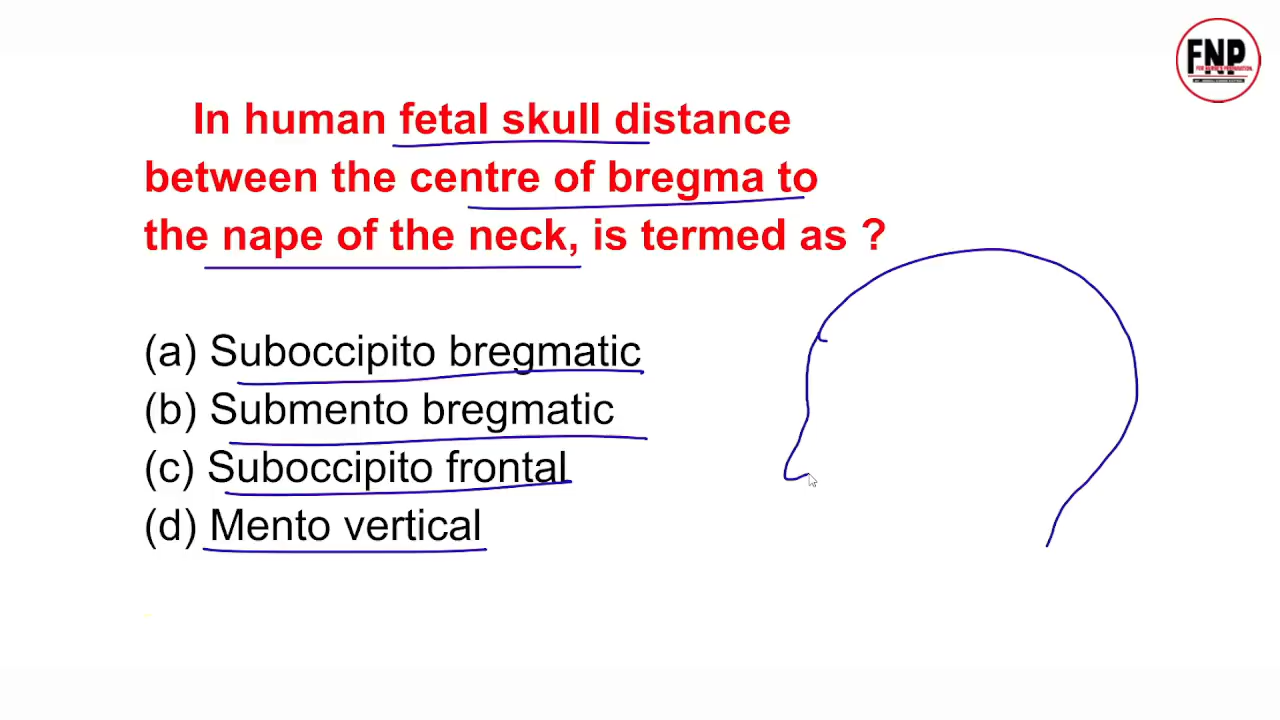 FNP
In human fetal skull distance
between the centre of bregma to
the nape of the neck, is termed as ?
(a) Suboccipito bregmatic
(b) Submento bregmatic
(c) Suboccipito frontal
(d) Mento vertical